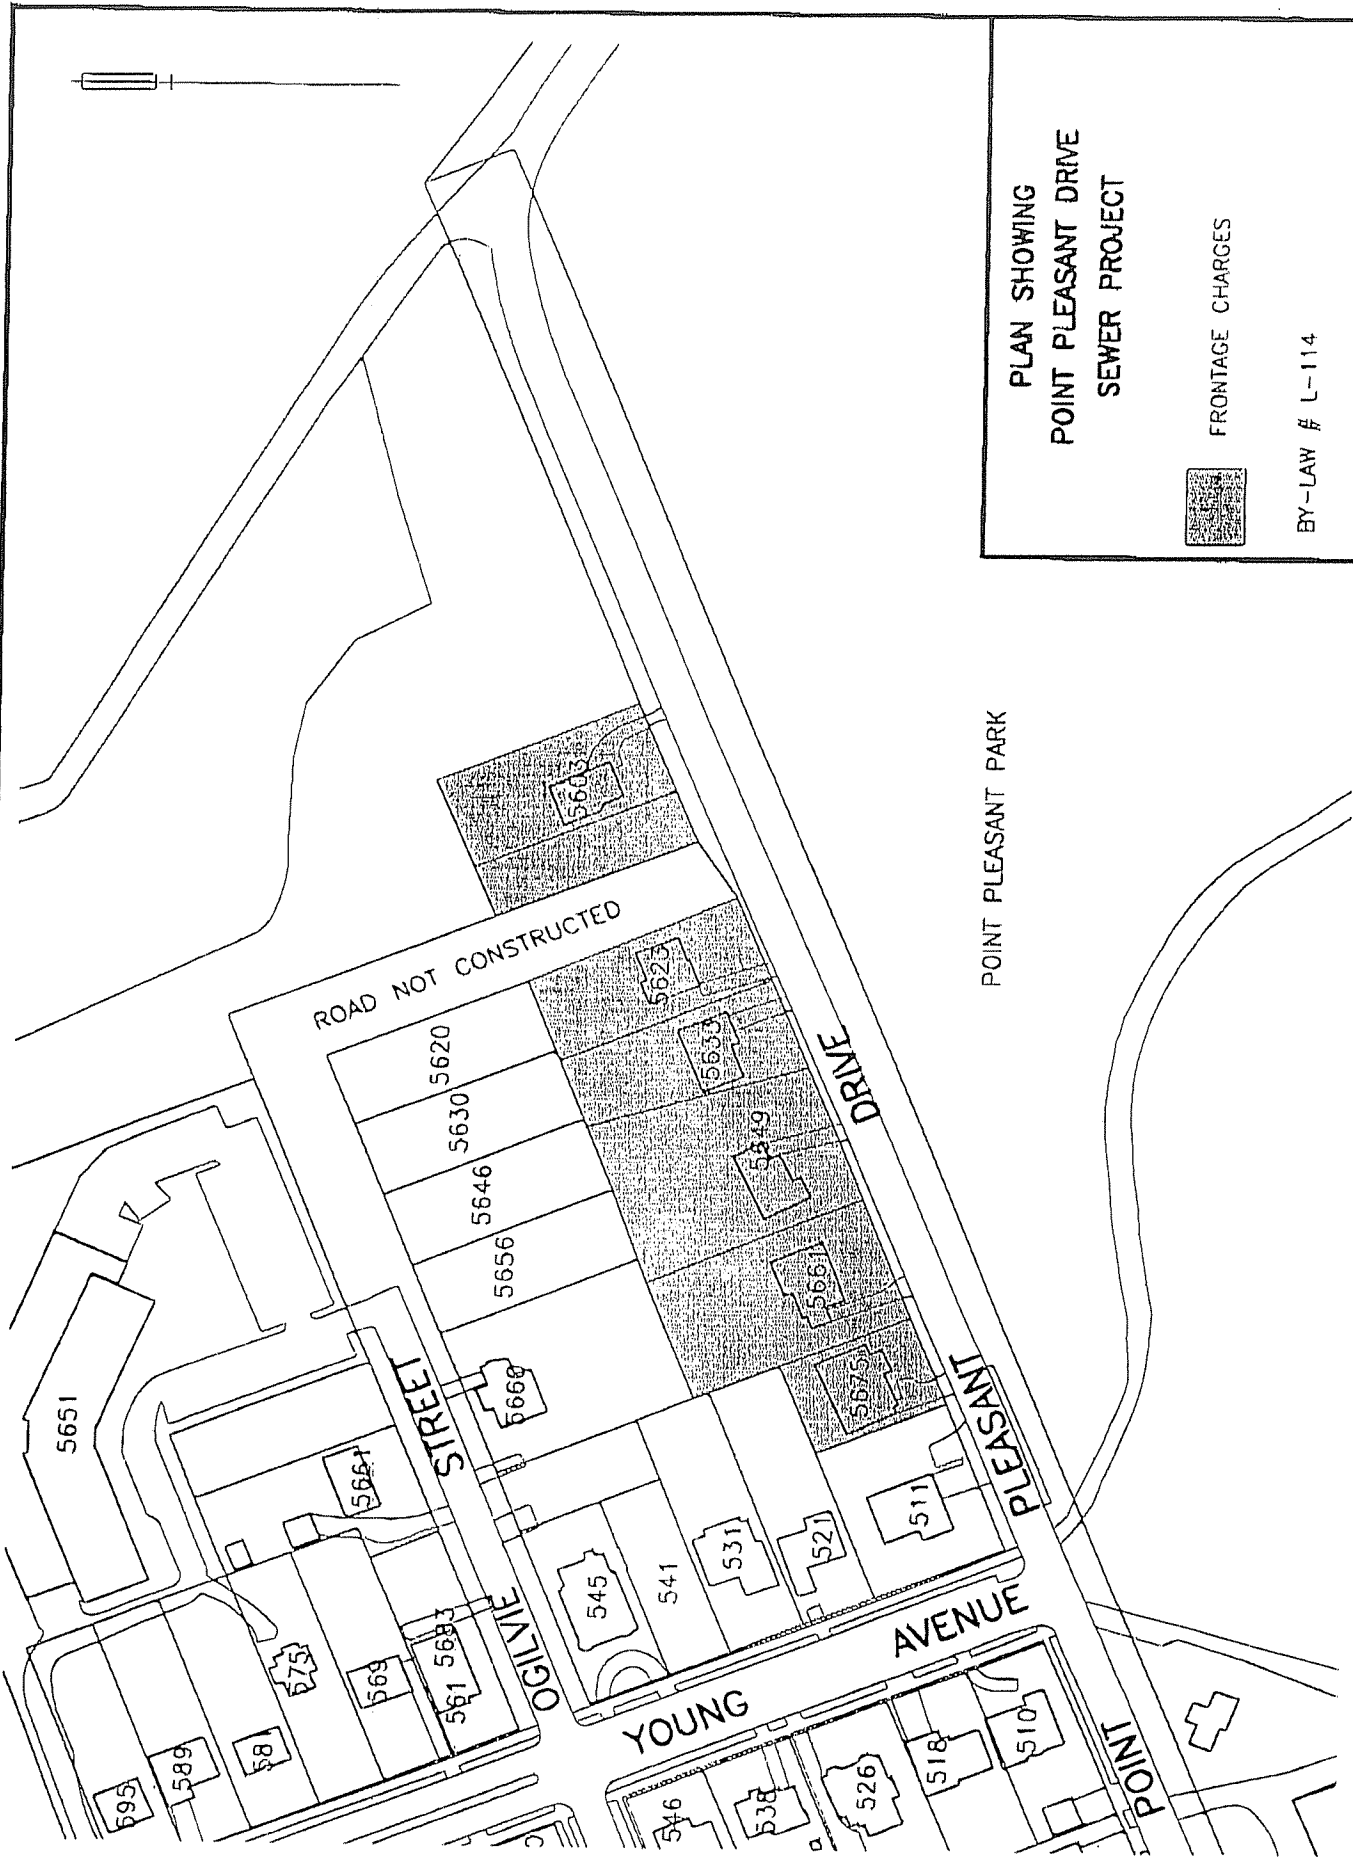 PLAN SHOWING
POINT PLEASANT DRIVE
SEWER PROJECT
FRONTAGE CHARGES
BY-LAW # L-114
POINT PLEASANT PARK
ROAD NOT CONSTRUCTED
5603
5623
5633
5649
5661
5675
5620
5630
5646
5656
5660
5651
5661
OGILVIE STREET
POINT PLEASANT DRIVE
YOUNG AVENUE
511
521
531
541
545
561 5683
569
575
581
589
595
510
518
526
538
546